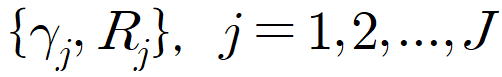 {γ_j, R_j},  j = 1,2,...,J